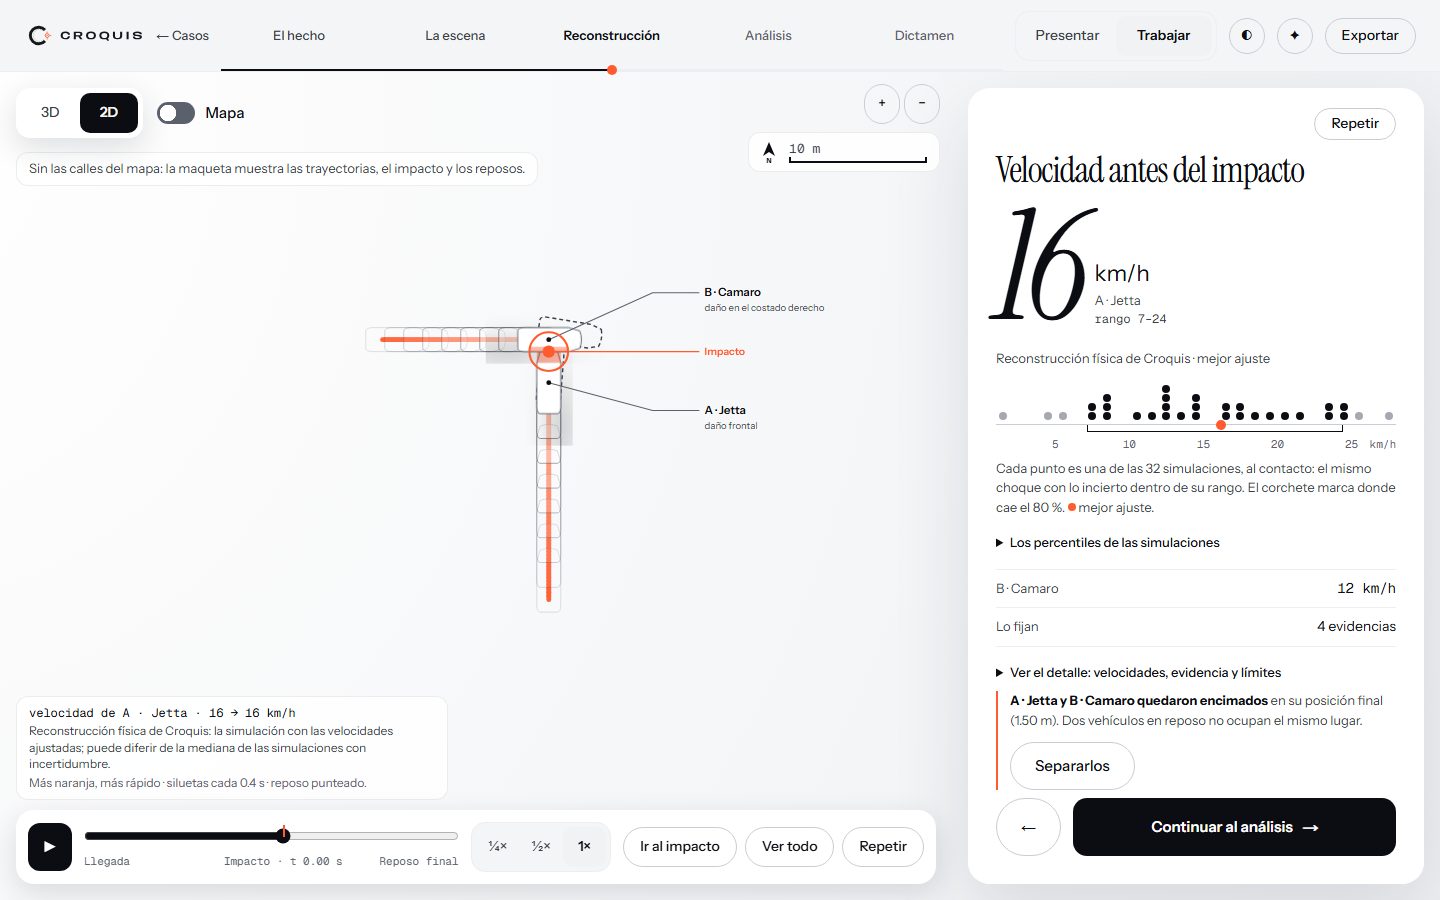 CROQUIS
← Casos
El hecho
La escena
Reconstrucción
Análisis
Dictamen
Presentar
Trabajar
Exportar
3D
2D
Mapa
Sin las calles del mapa: la maqueta muestra las trayectorias, el impacto y los reposos.
+
−
N
10 m
B·Camaro
daño en el costado derecho
Impacto
A·Jetta
daño frontal
velocidad de A · Jetta · 16 → 16 km/h
Reconstrucción física de Croquis: la simulación con las velocidades
ajustadas; puede diferir de la mediana de las simulaciones con
incertidumbre.
Más naranja, más rápido·siluetas cada 0.4 s·reposo punteado.
Llegada
Impacto · t 0.00 s
Reposo final
¼×
½×
1×
Ir al impacto
Ver todo
Repetir
Repetir
Velocidad antes del impacto
16
km/h
A·Jetta
rango 7–24
Reconstrucción física de Croquis·mejor ajuste
5 10 15 20 25 km/h
Cada punto es una de las 32 simulaciones, al contacto: el mismo
choque con lo incierto dentro de su rango. El corchete marca donde
cae el 80 %. mejor ajuste.
Los percentiles de las simulaciones
B·Camaro 12 km/h
Lo fijan 4 evidencias
Ver el detalle: velocidades, evidencia y límites
A·Jetta y B·Camaro quedaron encimados en su posición final
(1.50 m). Dos vehículos en reposo no ocupan el mismo lugar.
Separarlos
←
Continuar al análisis →